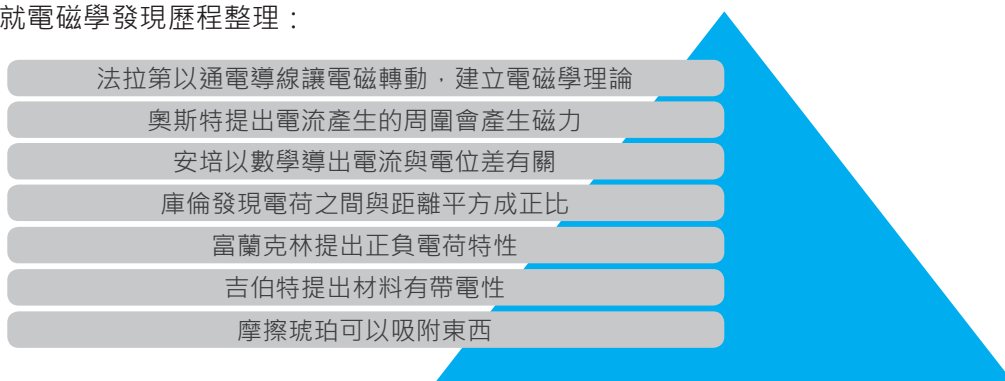 就電磁學發現歷程整理：
法拉第以通電導線讓電磁轉動，建立電磁學理論
奧斯特提出電流產生的周圍會產生磁力
安培以數學導出電流與電位差有關
庫倫發現電荷之間與距離平方成正比
富蘭克林提出正負電荷特性
吉伯特提出材料有帶電性
摩擦琥珀可以吸附東西